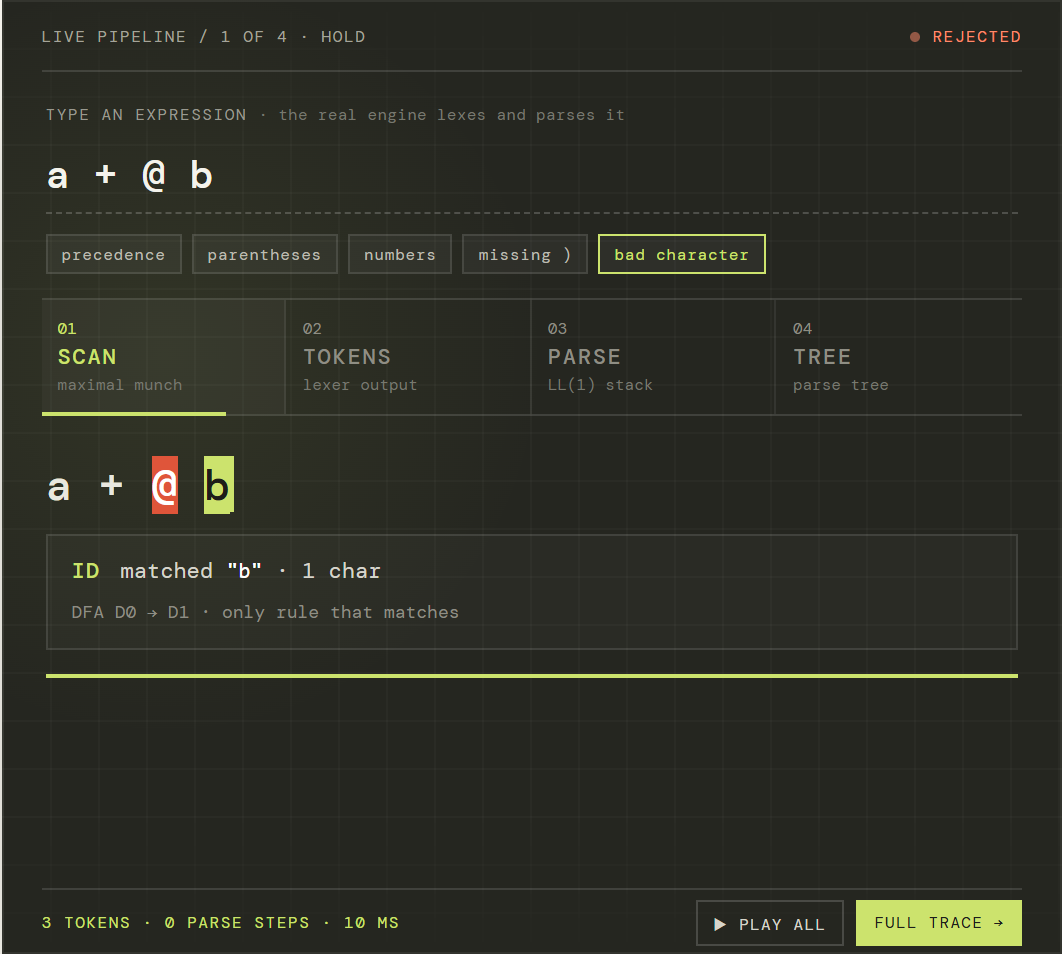 LIVE PIPELINE / 1 OF 4 · HOLD
REJECTED
TYPE AN EXPRESSION · the real engine lexes and parses it
a + @ b
precedence
parentheses
numbers
missing )
bad character
01
SCAN
maximal munch
02
TOKENS
lexer output
03
PARSE
LL(1) stack
04
TREE
parse tree
a + @ b
ID matched "b" · 1 char
DFA D0 → D1 · only rule that matches
3 TOKENS · 0 PARSE STEPS · 10 MS
▶ PLAY ALL
FULL TRACE →